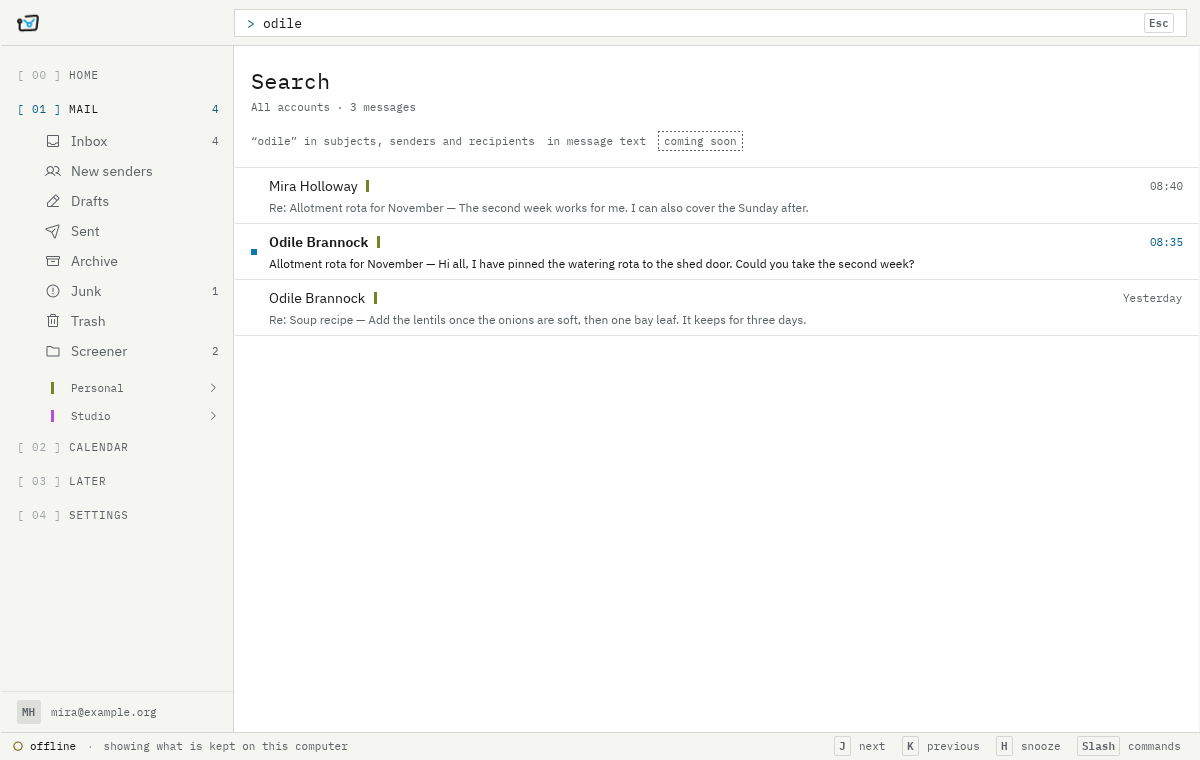 > odile Esc
[ 00 ] HOME
[ 01 ] MAIL 4
Inbox 4
New senders
Drafts
Sent
Archive
Junk 1
Trash
Screener 2
Personal
Studio
[ 02 ] CALENDAR
[ 03 ] LATER
[ 04 ] SETTINGS
MH mira@example.org
Search
All accounts · 3 messages
“odile” in subjects, senders and recipients in message text coming soon
Mira Holloway 08:40
Re: Allotment rota for November — The second week works for me. I can also cover the Sunday after.
Odile Brannock 08:35
Allotment rota for November — Hi all, I have pinned the watering rota to the shed door. Could you take the second week?
Odile Brannock Yesterday
Re: Soup recipe — Add the lentils once the onions are soft, then one bay leaf. It keeps for three days.
offline · showing what is kept on this computer J next K previous H snooze Slash commands